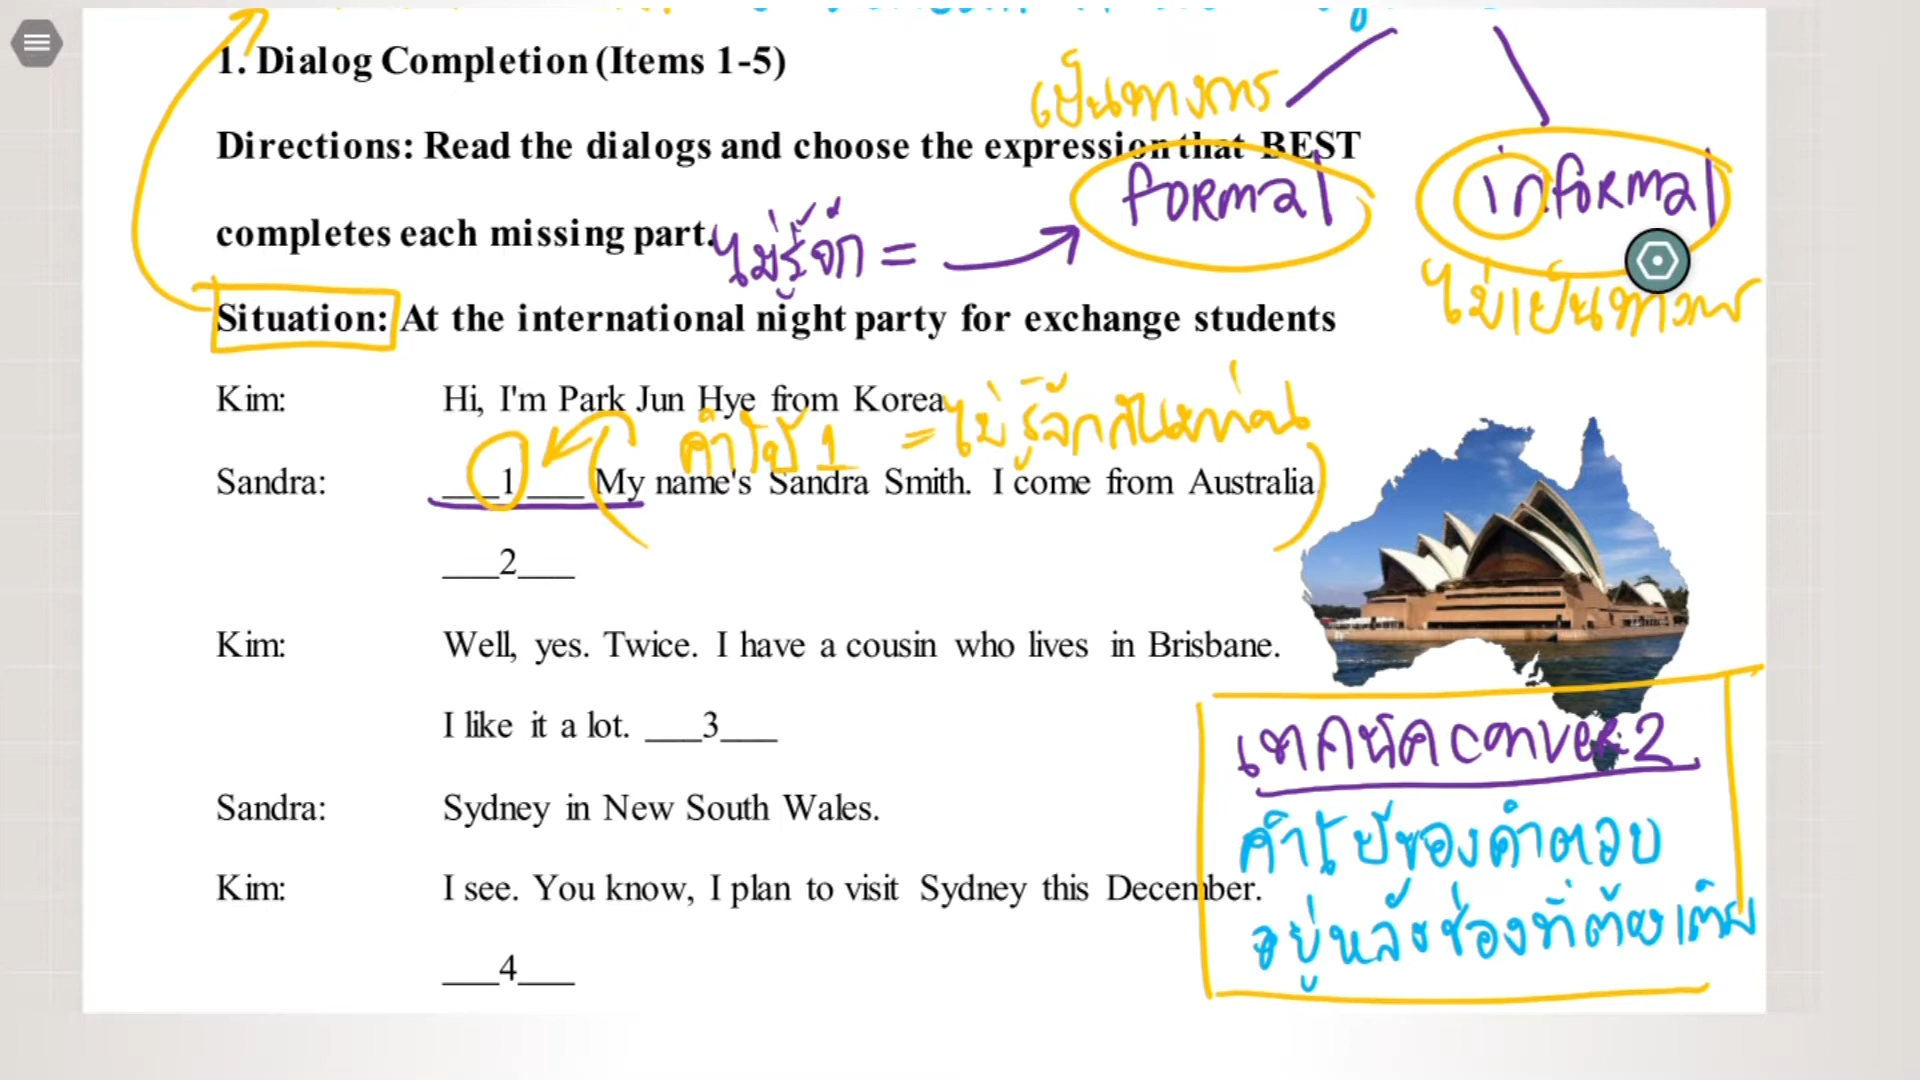 1. Dialog Completion (Items 1-5)
เป็นทางการ
Directions: Read the dialogs and choose the expression that BEST
formal
informal
completes each missing part.
ไม่รู้จัก =
ไม่เป็นทางการ
Situation: At the international night party for exchange students
Kim: Hi, I'm Park Jun Hye from Korea
คำใบ้ 1 = ไม่รู้จักกันมาก่อน
Sandra: ___1___ My name's Sandra Smith. I come from Australia.
___2___
Kim: Well, yes. Twice. I have a cousin who lives in Brisbane.
I like it a lot. ___3___
Sandra: Sydney in New South Wales.
Kim: I see. You know, I plan to visit Sydney this December.
___4___
เทคนิค conver 2
คำใบ้ของคำตอบ
อยู่หลังช่องที่ต้องเติม